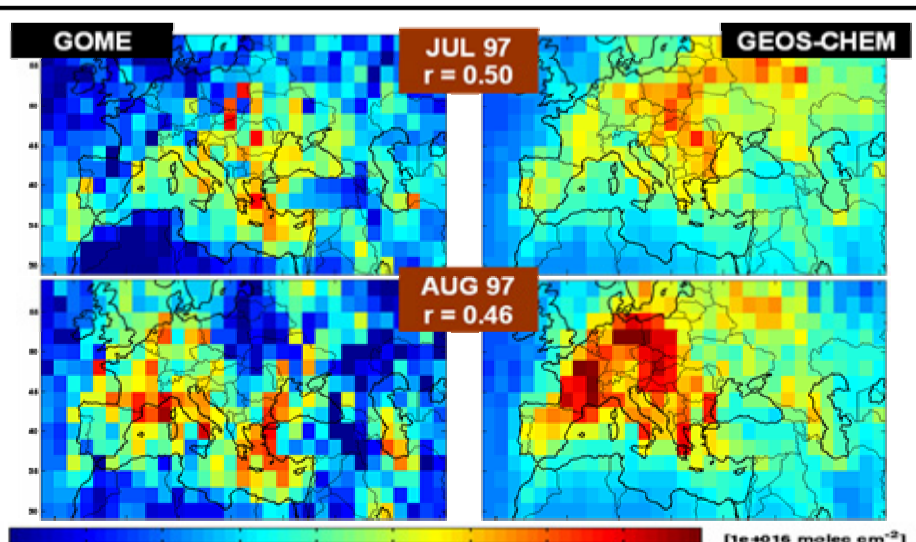 GOME
JUL 97
r = 0.50
GEOS-CHEM
AUG 97
r = 0.46
[1e+016 molec cm-2]